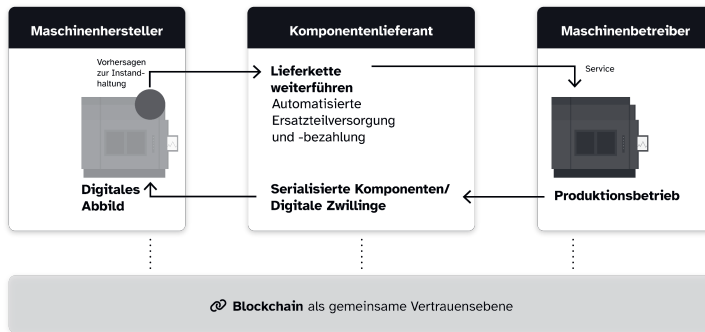 Maschinenhersteller
Komponentenlieferant
Maschinenbetreiber
Vorhersagen
zur Instand-
haltung
Lieferkette
weiterführen
Automatisierte
Ersatzteilversorgung
und -bezahlung
Service
Digitales
Abbild
Serialisierte Komponenten/
Digitale Zwillinge
Produktionsbetrieb
Blockchain als gemeinsame Vertrauensebene